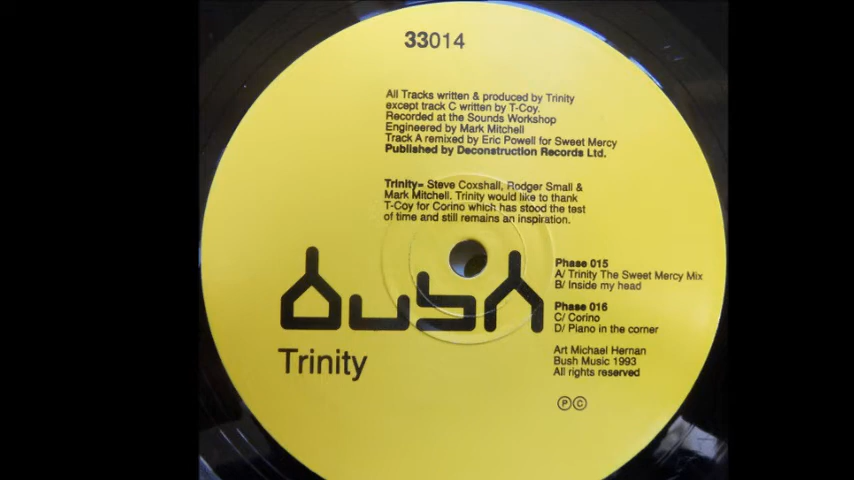 33014
All Tracks written & produced by Trinity
except track C written by T-Coy.
Recorded at the Sounds Workshop
Engineered by Mark Mitchell
Track A remixed by Eric Powell for Sweet Mercy
Published by Deconstruction Records Ltd.
Trinity= Steve Coxshall, Rodger Small &
Mark Mitchell. Trinity would like to thank
T-Coy for Corino which has stood the test
of time and still remains an inspiration.
bush
Trinity
Phase 015
A/ Trinity The Sweet Mercy Mix
B/ Inside my head
Phase 016
C/ Corino
D/ Piano in the corner
Art Michael Hernan
Bush Music 1993
All rights reserved
Ⓟ©